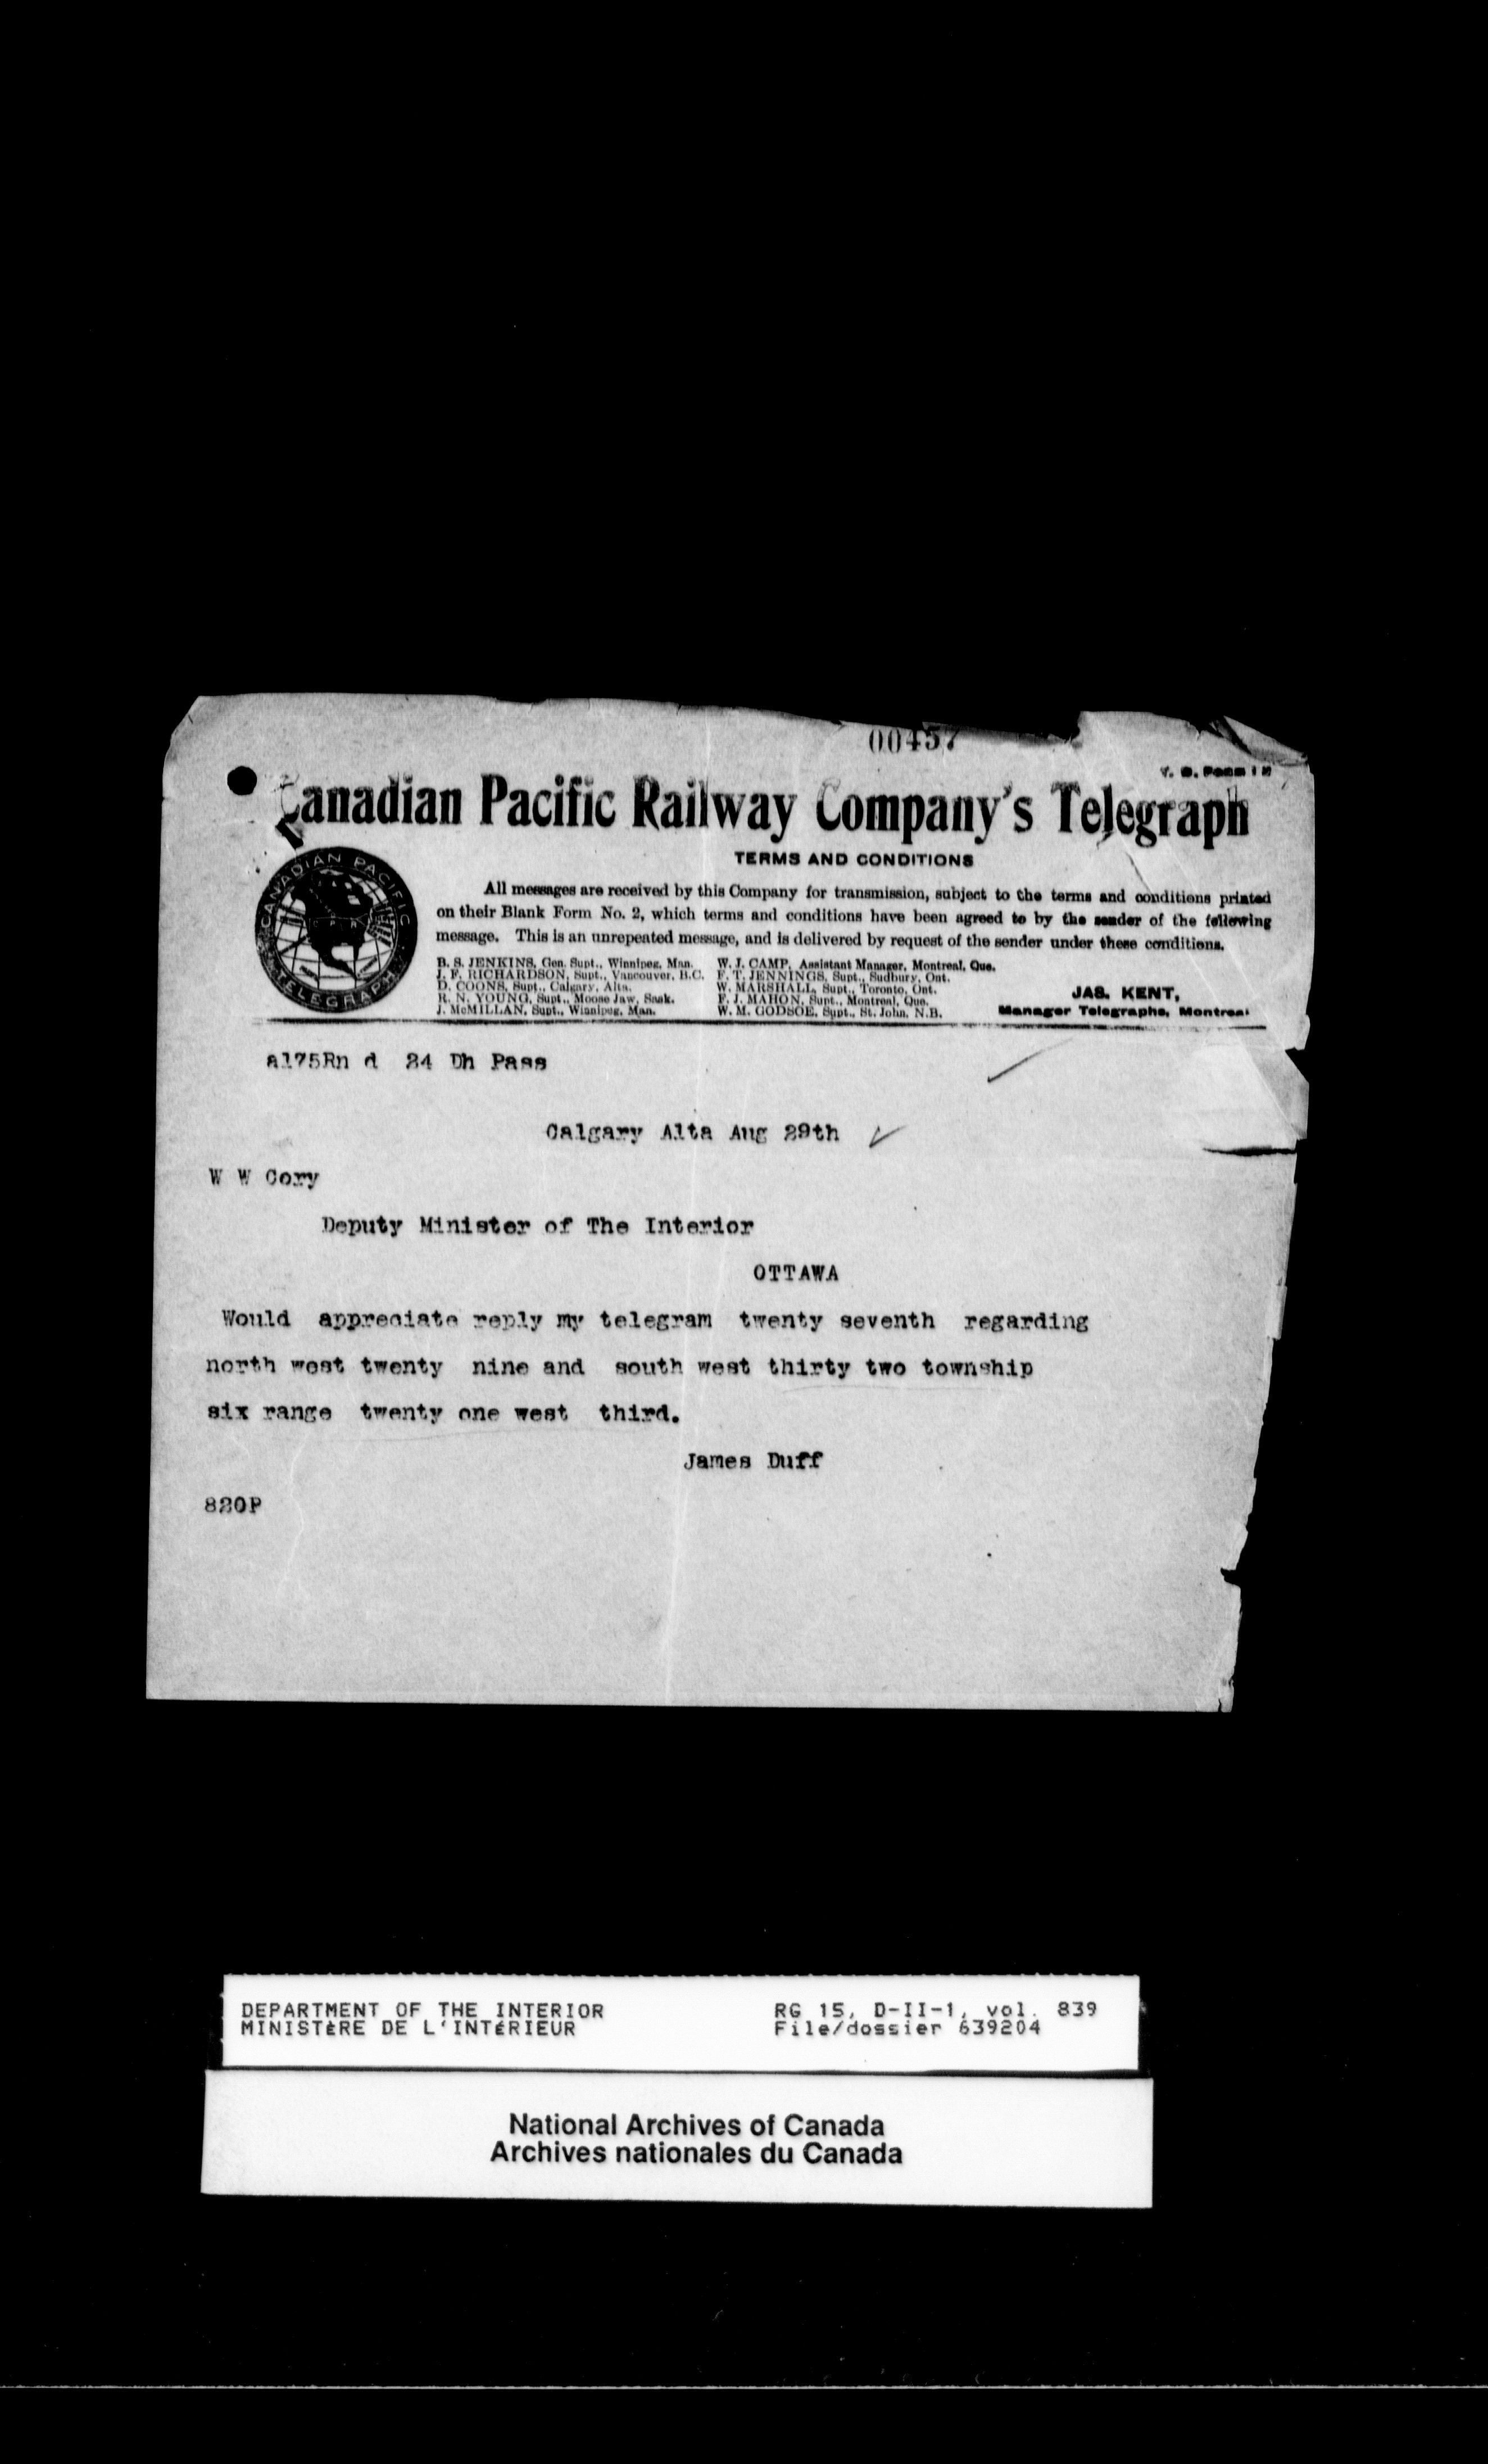 00457
Canadian Pacific Railway Company's Telegraph
TERMS AND CONDITIONS
All messages are received by this Company for transmission, subject to the terms and conditions printed
on their Blank Form No. 2, which terms and conditions have been agreed to by the sender of the following
message. This is an unrepeated message, and is delivered by request of the sender under these conditions.
CANADIAN PACIFIC
TELEGRAPH
B. S. JENKINS, Gen. Supt., Winnipeg, Man.
J. F. RICHARDSON, Supt., Vancouver, B.C.
D. COONS, Supt., Calgary, Alta.
R. N. YOUNG, Supt., Moose Jaw, Sask.
J. McMILLAN, Supt., Winnipeg, Man.
W. J. CAMP, Assistant Manager, Montreal, Que.
F. T. JENNINGS, Supt., Sudbury, Ont.
W. MARSHALL, Supt., Toronto, Ont.
F. J. MAHON, Supt., Montreal, Que.
W. M. GODSOE, Supt., St. John, N.B.
JAS. KENT,
Manager Telegraphs, Montreal
a175Rn d 24 Dh Pass
Calgary Alta Aug 29th
W W Cory
Deputy Minister of The Interior
OTTAWA
Would appreciate reply my telegram twenty seventh regarding
north west twenty nine and south west thirty two township
six range twenty one west third.
James Duff
820P
DEPARTMENT OF THE INTERIOR
MINISTÈRE DE L'INTÉRIEUR
RG 15, D-II-1, vol. 839
File/dossier 639204
National Archives of Canada
Archives nationales du Canada